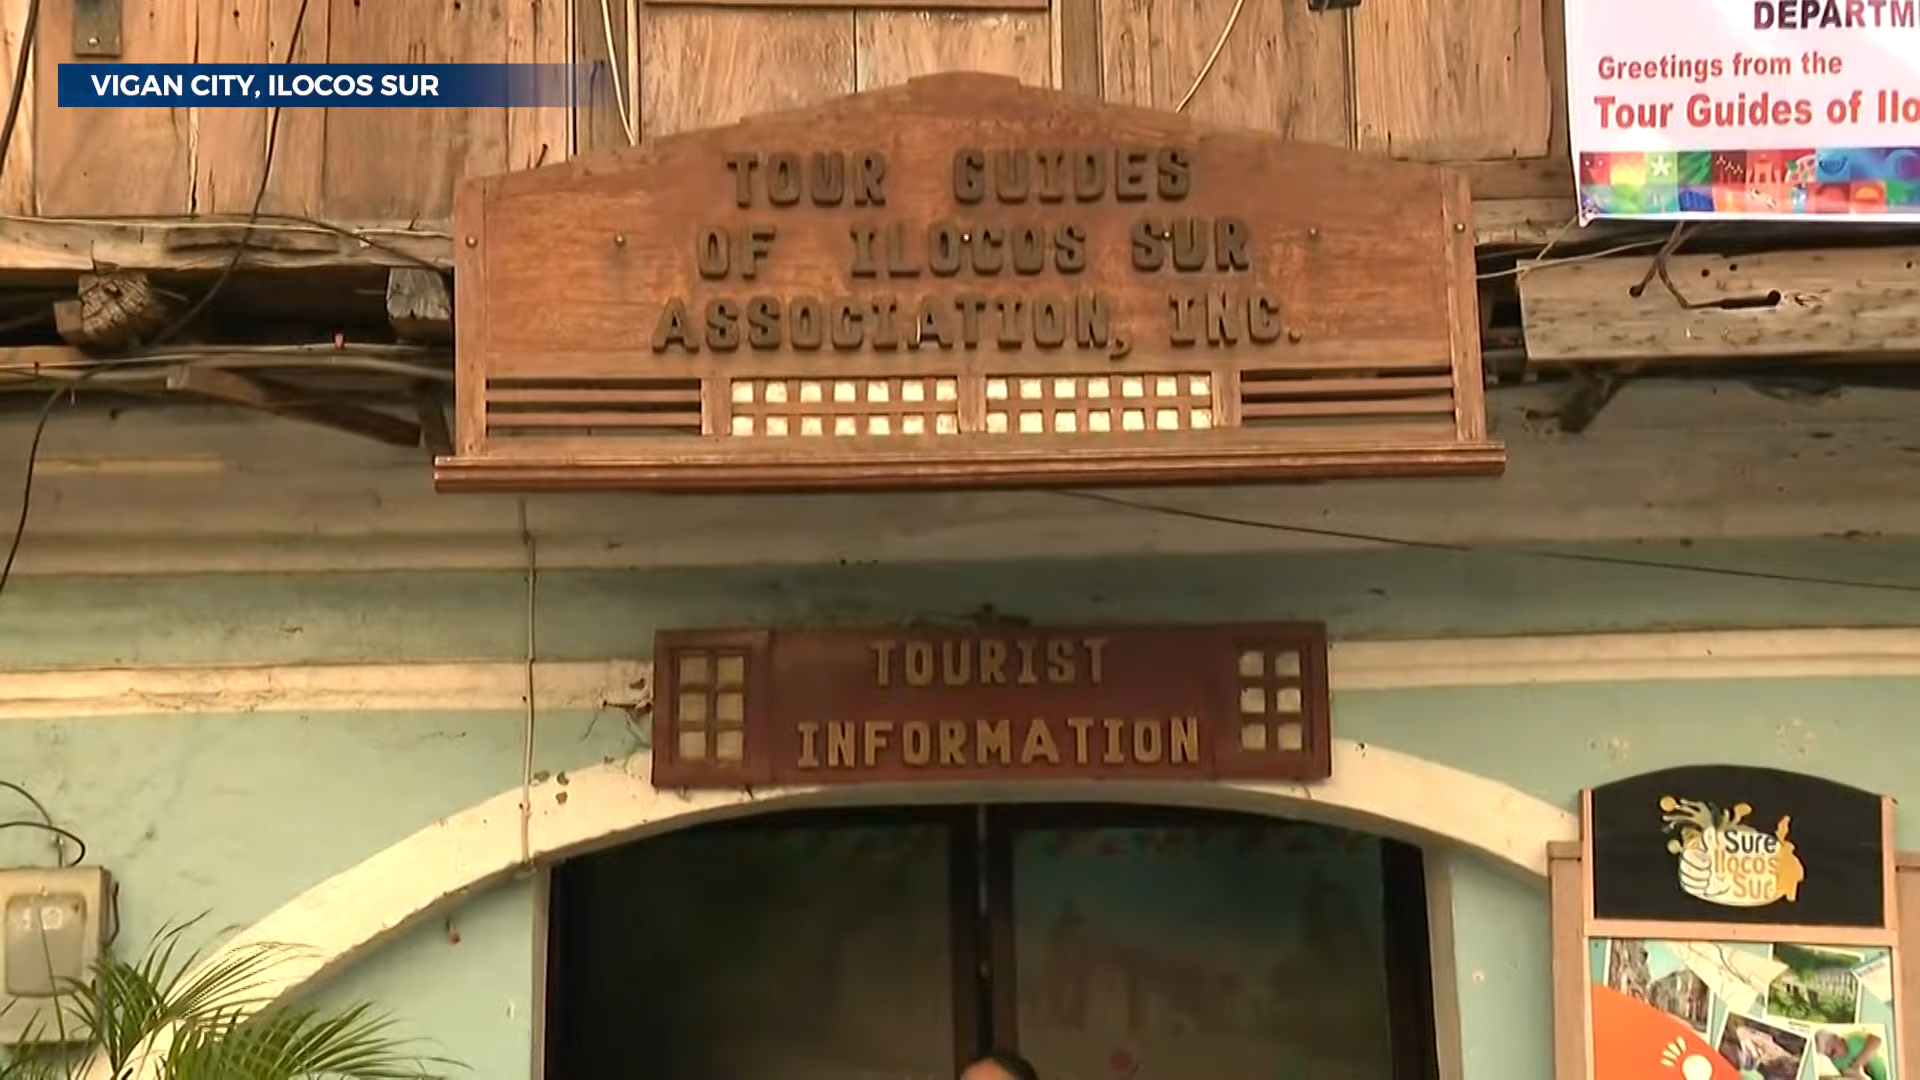 VIGAN CITY, ILOCOS SUR
DEPARTM
Greetings from the
Tour Guides of Ilo
TOUR GUIDES
OF ILOCOS SUR
ASSOCIATION, INC.
TOURIST
INFORMATION
Sure
Ilocos
Sur